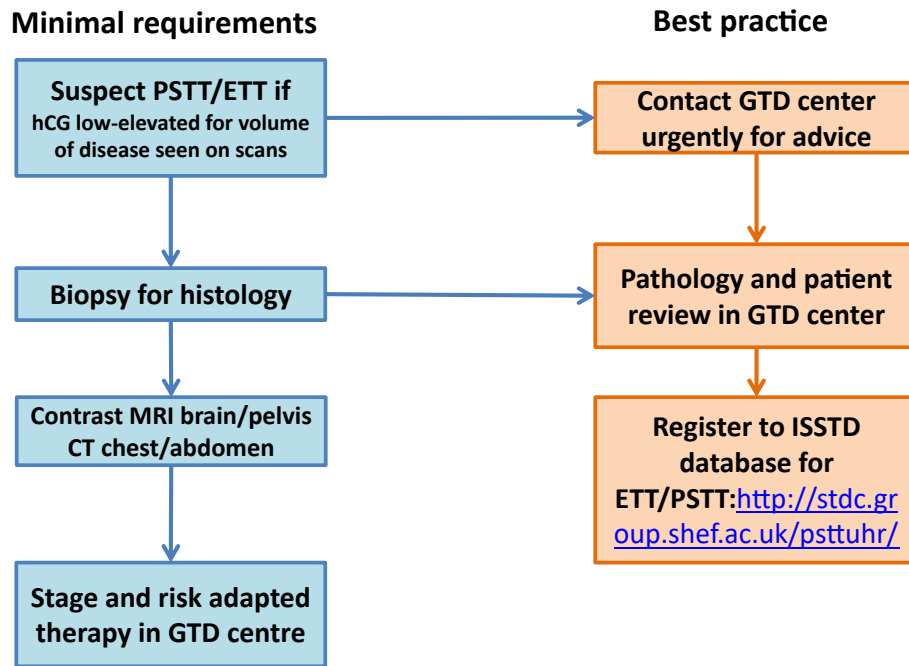 Minimal requirements
Suspect PSTT/ETT if
hCG low-elevated for volume
of disease seen on scans
Biopsy for histology
Contrast MRI brain/pelvis
CT chest/abdomen
Stage and risk adapted
therapy in GTD centre
Best practice
Contact GTD center
urgently for advice
Pathology and patient
review in GTD center
Register to ISSTD
database for
ETT/PSTT:http://stdc.gr
oup.shef.ac.uk/psttuhr/